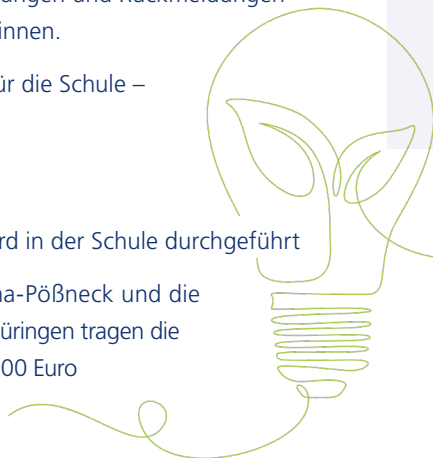 ungen und Rückmeldungen
innen.
ür die Schule –
rd in der Schule durchgeführt
na-Pößneck und die
üringen tragen die
00 Euro